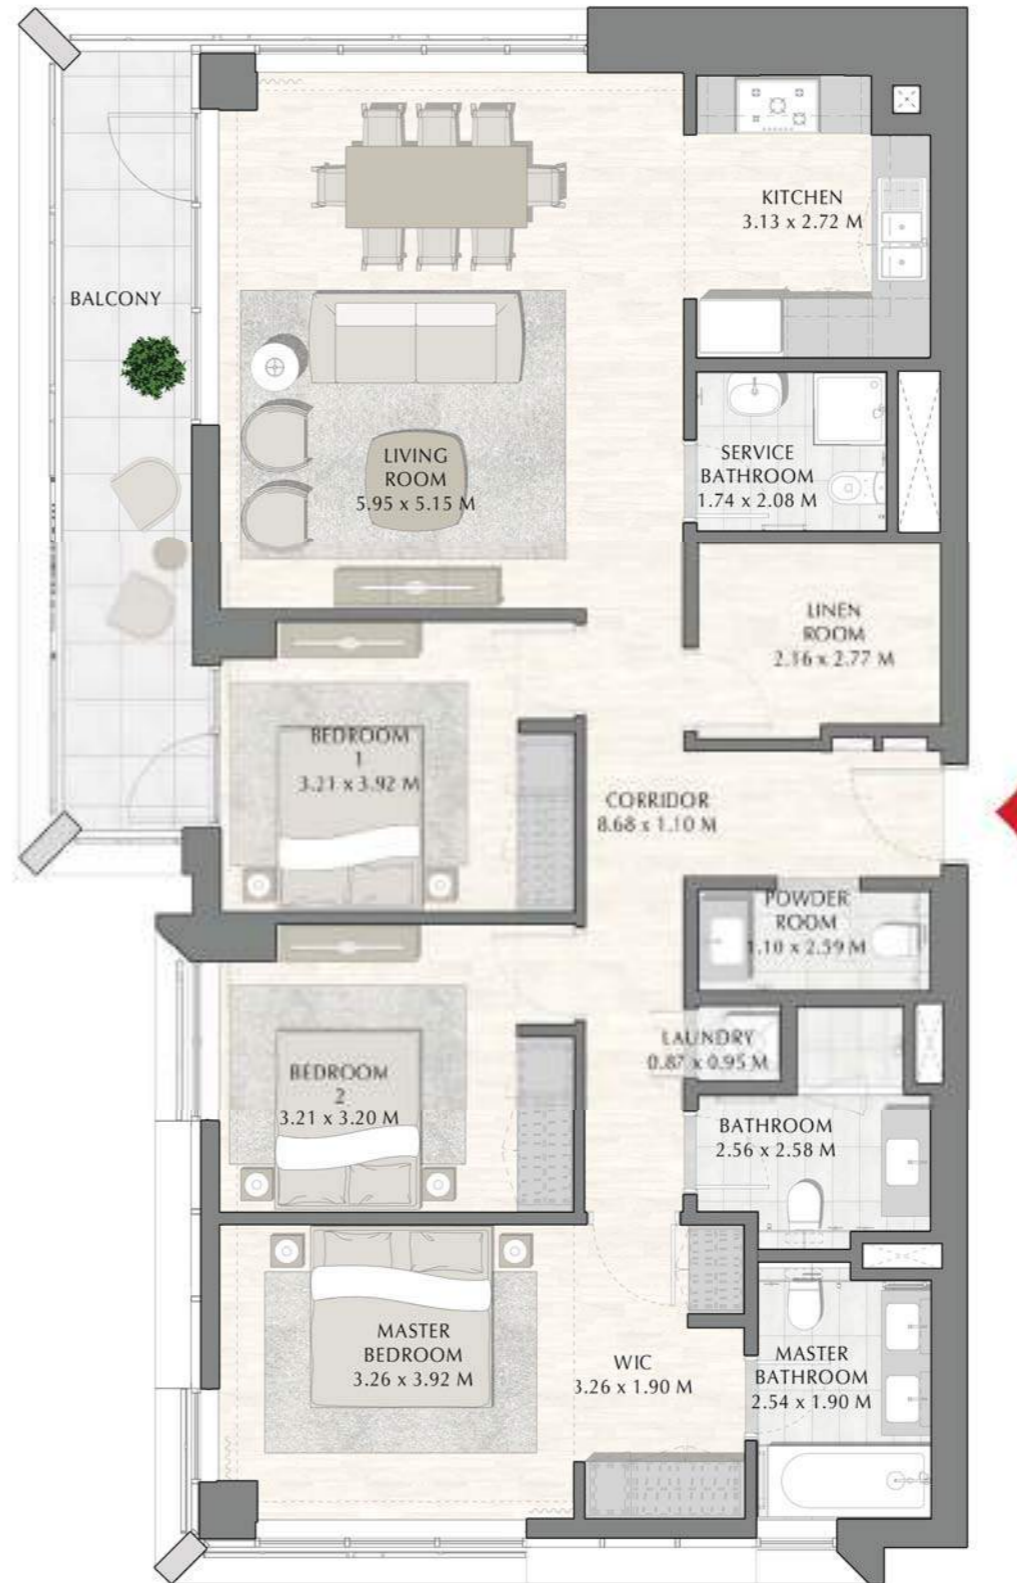 KITCHEN
3.13 x 2.72 M
BALCONY
LIVING
ROOM
5.95 x 5.15 M
SERVICE
BATHROOM
1.74 x 2.08 M
LINEN
ROOM
2.16 x 2.77 M
BEDROOM
1
3.21 x 3.92 M
CORRIDOR
8.68 x 1.10 M
POWDER
ROOM
1.10 x 2.59 M
LAUNDRY
0.87 x 0.95 M
BEDROOM
2
3.21 x 3.20 M
BATHROOM
2.56 x 2.58 M
MASTER
BEDROOM
3.26 x 3.92 M
WIC
3.26 x 1.90 M
MASTER
BATHROOM
2.54 x 1.90 M